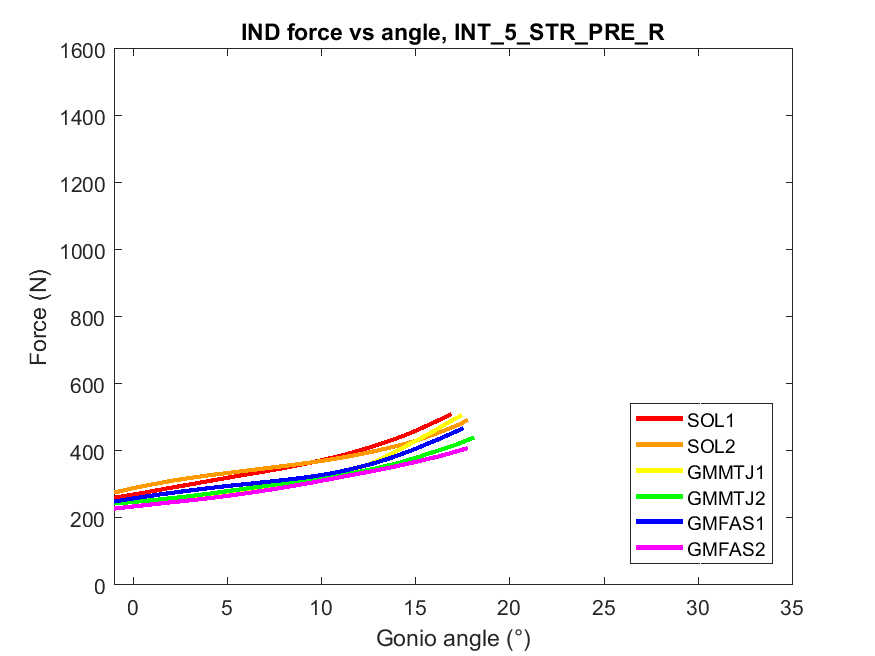 IND force vs angle, INT_5_STR_PRE_R
1600
1400
1200
1000
800
600
400
200
0
Force (N)
0 5 10 15 20 25 30 35
Gonio angle (°)
SOL1
SOL2
GMMTJ1
GMMTJ2
GMFAS1
GMFAS2